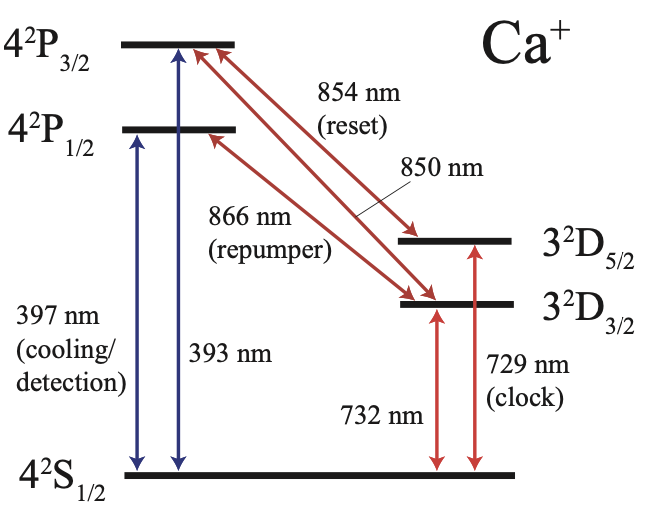 Ca⁺
4²P₃/₂
854 nm
(reset)
4²P₁/₂
850 nm
866 nm
(repumper)
3²D₅/₂
3²D₃/₂
397 nm
(cooling/
detection)
393 nm
729 nm
(clock)
732 nm
4²S₁/₂